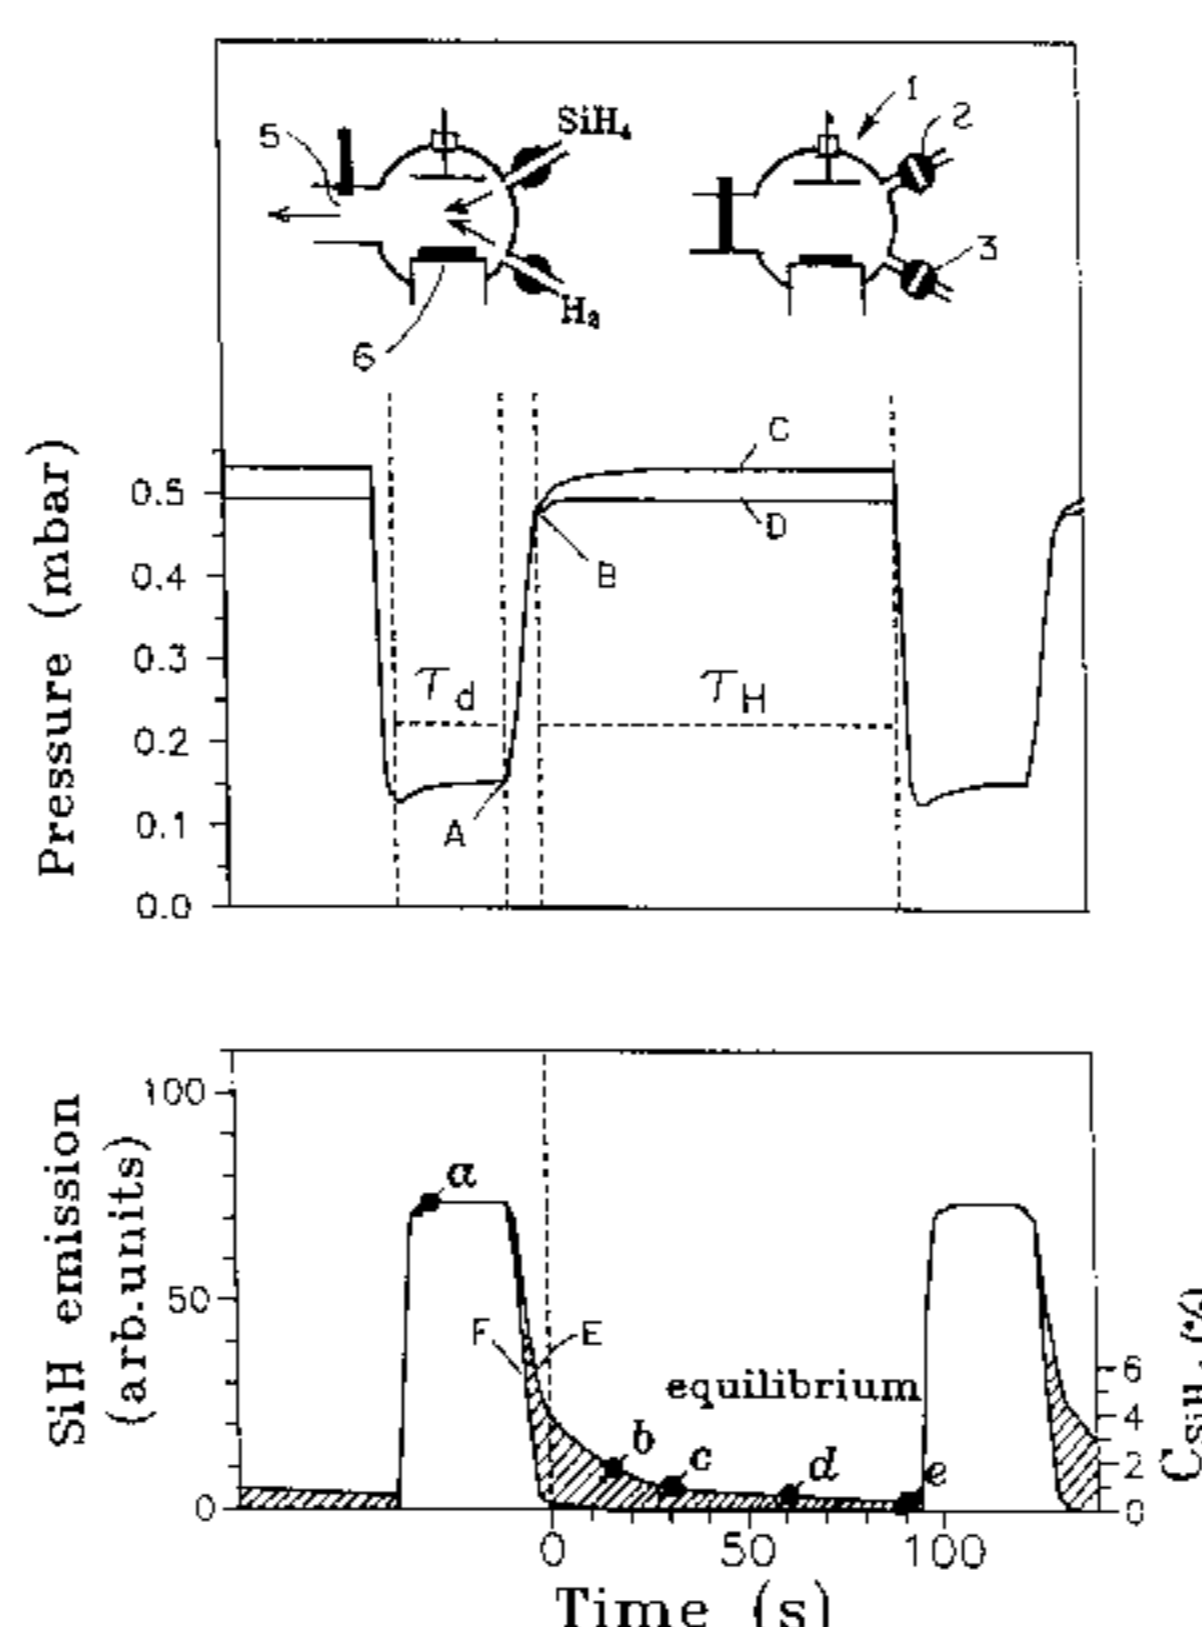 1
5
SiH₄
2
3
H₂
6
C
0.5
D
B
0.4
0.3
τd
τH
0.2
A
0.1
0.0
Pressure (mbar)
100
a
50
F
E
6
equilibrium
b
4
c
d
e
2
0
0
0
50
100
SiH emission
(arb.units)
Time (s)